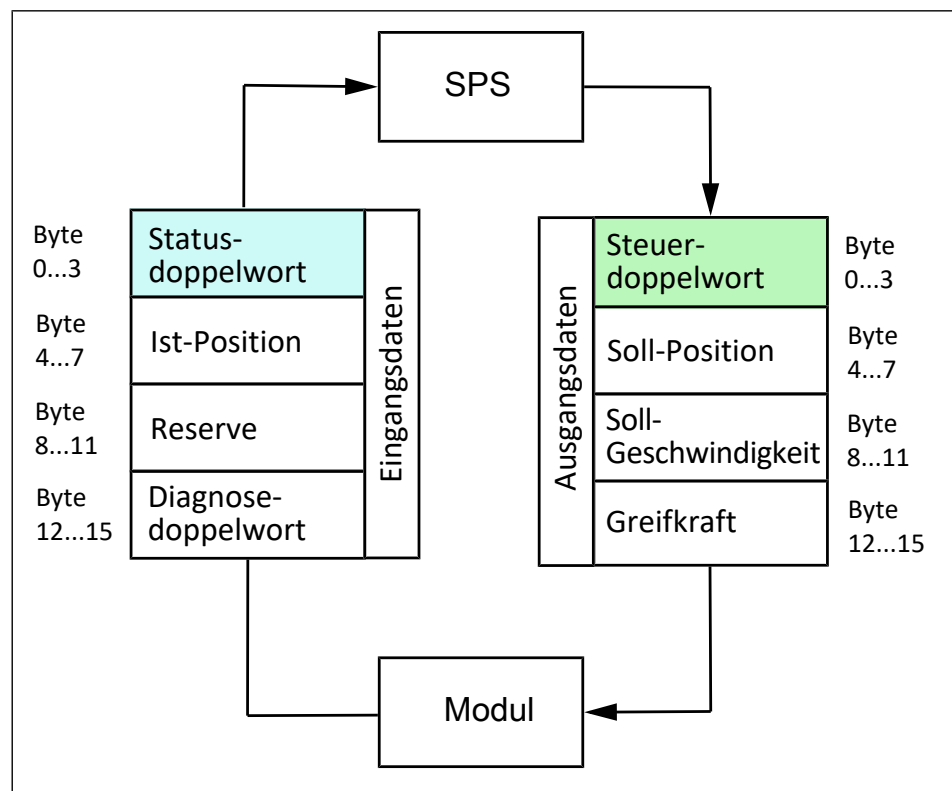 SPS
Byte
0...3
Status-
doppelwort
Byte
4...7
Ist-Position
Byte
8...11
Reserve
Byte
12...15
Diagnose-
doppelwort
Eingangsdaten
Ausgangsdaten
Steuer-
doppelwort
Byte
0...3
Soll-Position
Byte
4...7
Soll-
Geschwindigkeit
Byte
8...11
Greifkraft
Byte
12...15
Modul